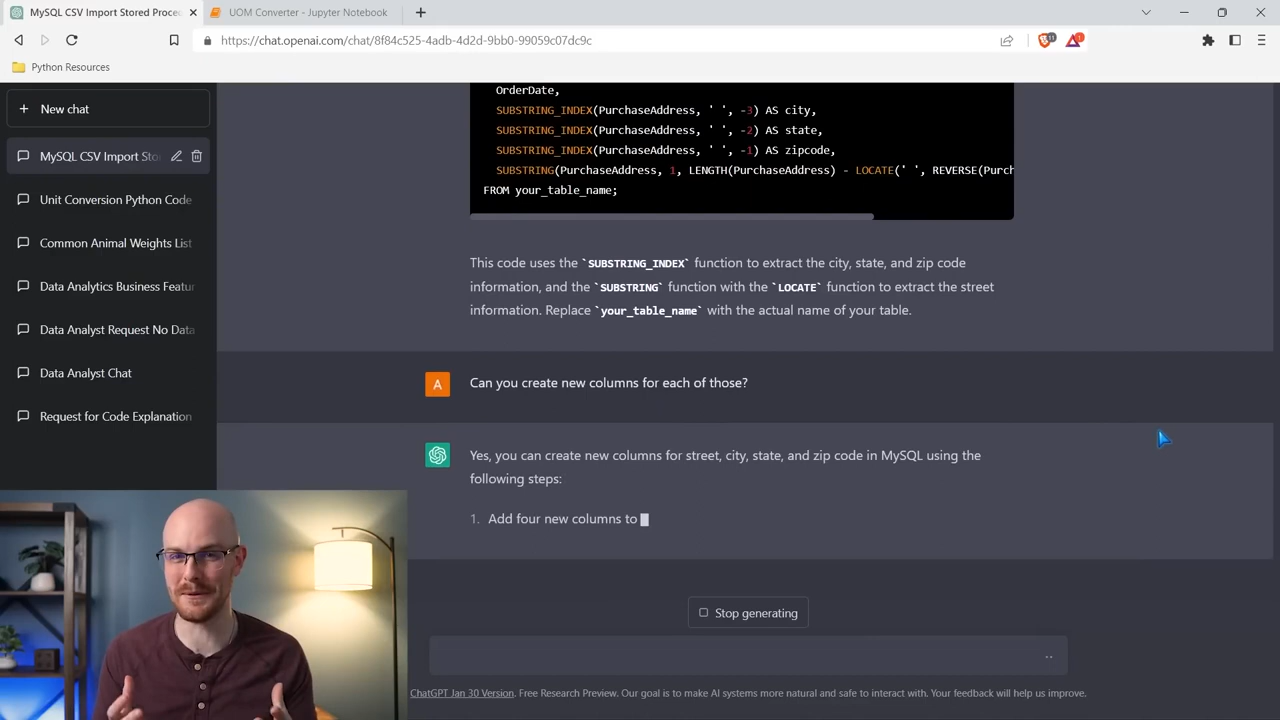 MySQL CSV Import Stored Proced
UOM Converter - Jupyter Notebook
https://chat.openai.com/chat/8f84c525-4adb-4d2d-9bb0-99059c07dc9c
11
1
Python Resources
New chat
MySQL CSV Import Sto
Unit Conversion Python Code
Common Animal Weights List
Data Analytics Business Featur
Data Analyst Request No Data
Data Analyst Chat
Request for Code Explanation
OrderDate,
SUBSTRING_INDEX(PurchaseAddress, ' ', -3) AS city,
SUBSTRING_INDEX(PurchaseAddress, ' ', -2) AS state,
SUBSTRING_INDEX(PurchaseAddress, ' ', -1) AS zipcode,
SUBSTRING(PurchaseAddress, 1, LENGTH(PurchaseAddress) - LOCATE(' ', REVERSE(Purch
FROM your_table_name;
This code uses the `SUBSTRING_INDEX` function to extract the city, state, and zip code
information, and the `SUBSTRING` function with the `LOCATE` function to extract the street
information. Replace `your_table_name` with the actual name of your table.
A
Can you create new columns for each of those?
Yes, you can create new columns for street, city, state, and zip code in MySQL using the
following steps:
1. Add four new columns to
Stop generating
ChatGPT Jan 30 Version. Free Research Preview. Our goal is to make AI systems more natural and safe to interact with. Your feedback will help us improve.